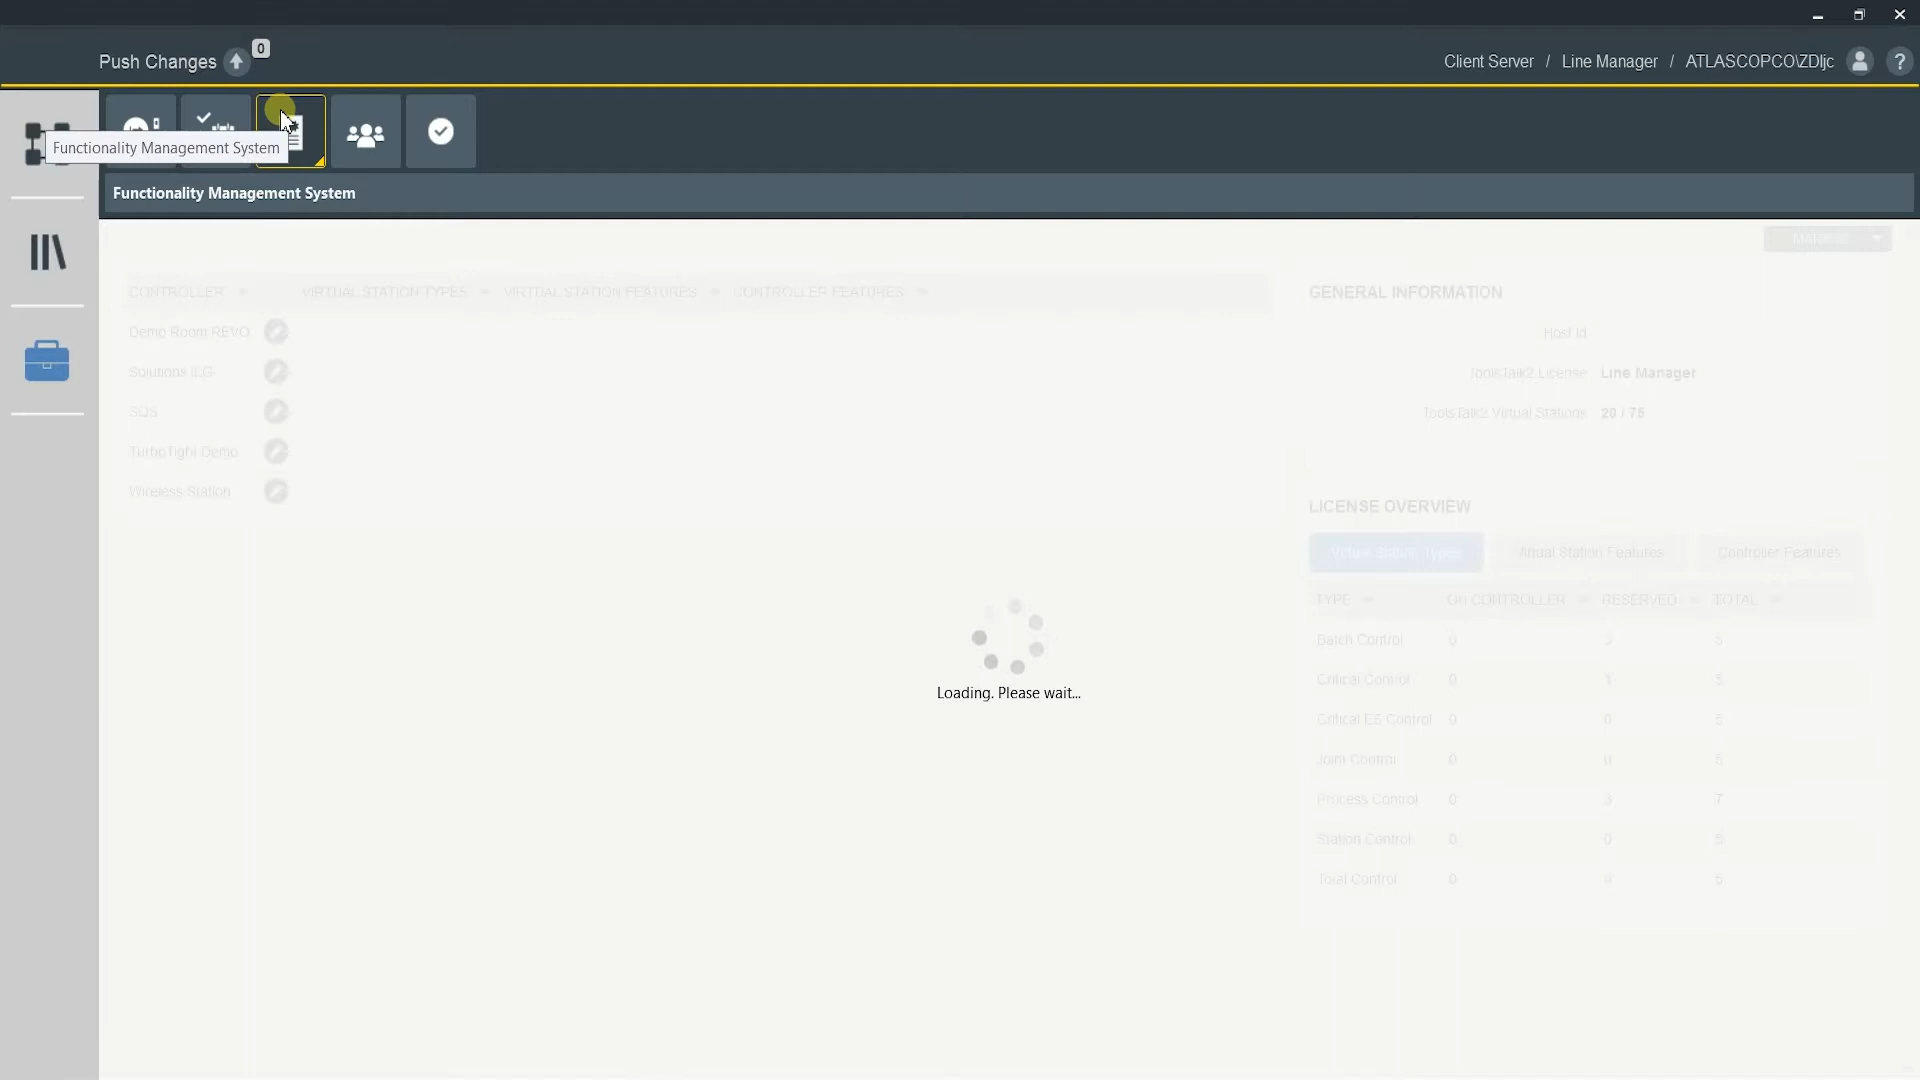 Push Changes 0
Client Server / Line Manager / ATLASCOPCO\ZDljc ?
Functionality Management System
Functionality Management System
CONTROLLER VIRTUAL STATION TYPES VIRTUAL STATION FEATURES CONTROLLER FEATURES
Demo Room REVO
Solutions ILG
SQS
TurboTight Demo
Wireless Station
GENERAL INFORMATION
Host Id
ToolsTalk2 License Line Manager
ToolsTalk2 Virtual Stations 20 / 75
LICENSE OVERVIEW
Virtual Station Types Virtual Station Features Controller Features
TYPE ON CONTROLLER RESERVED TOTAL
Batch Control 0 3 5
Critical Control 0 1 5
Critical ES Control 0 0 5
Joint Control 0 0 5
Process Control 0 3 7
Station Control 0 0 5
Total Control 0 0 5
Loading. Please wait...